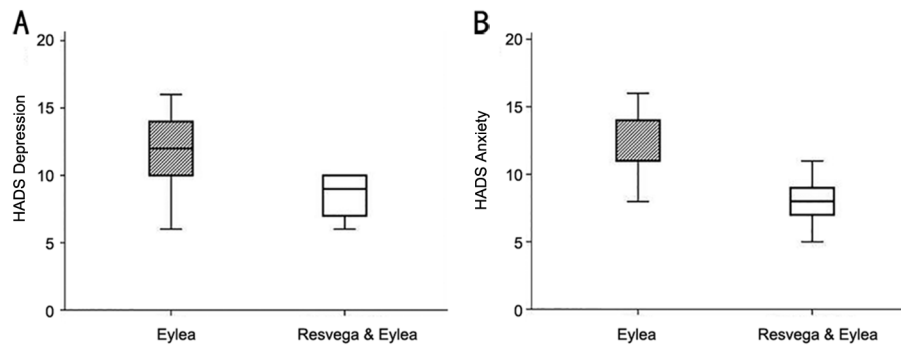 A
20
15
10
5
0
HADS Depression
Eylea
Resvega & Eylea
B
20
15
10
5
0
HADS Anxiety
Eylea
Resvega & Eylea